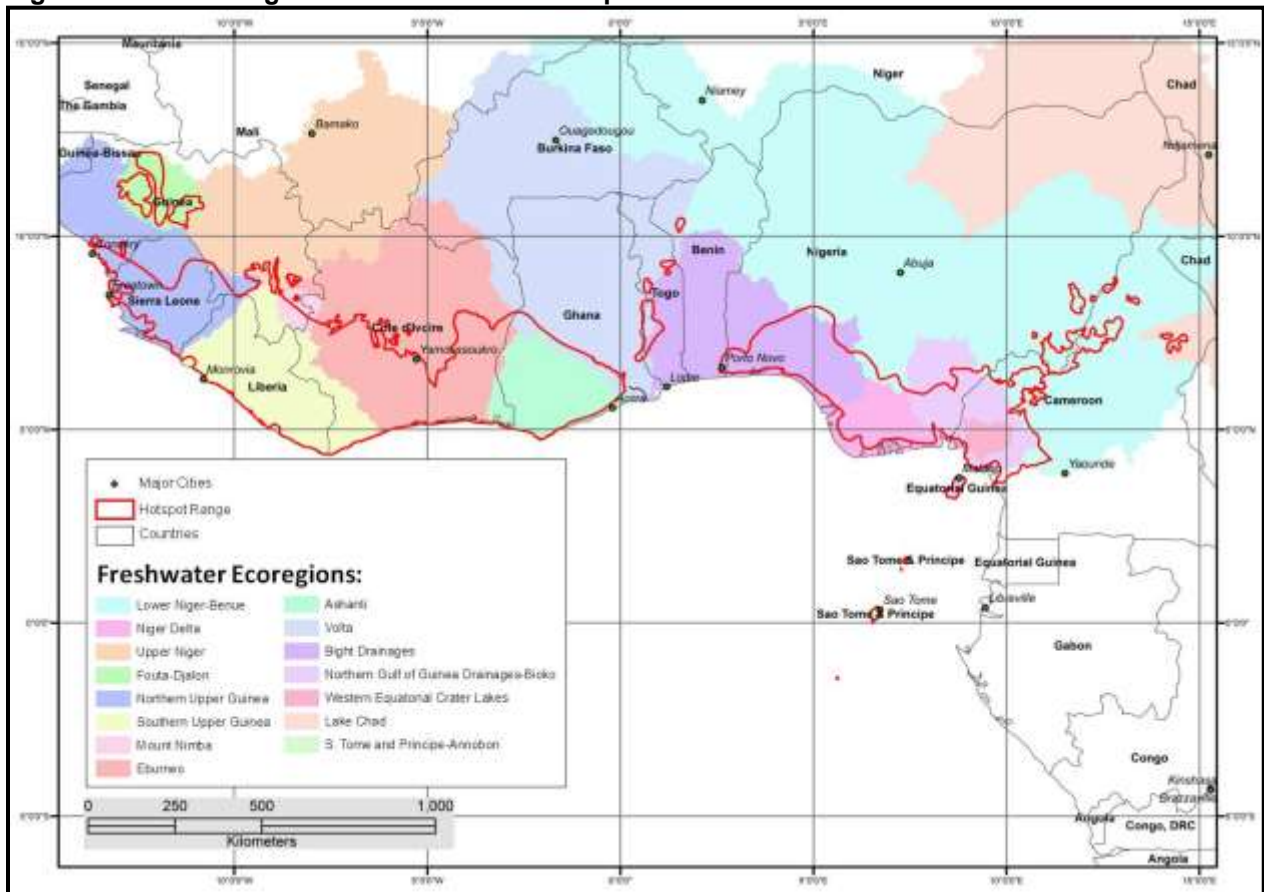 Mauritania
Senegal
The Gambia
Mali
Bamako
Niger
Niamey
Chad
Ouagadougou
Burkina Faso
Guinea-Bissau
Guinea
Benin
Nigeria
Abuja
Chad
Freetown
Sierra Leone
Togo
Ghana
Cote d'Ivoire
Yamoussoukro
Porto Novo
Monrovia
Liberia
Lome
Accra
Cameroon
Yaounde
Malabo
Equatorial Guinea
Major Cities
Hotspot Range
Countries
Sao Tome & Principe
Equatorial Guinea
Freshwater Ecoregions:
Sao Tome
Libreville
Sao Tome & Principe
Gabon
Lower Niger-Benue
Niger Delta
Upper Niger
Fouta-Djalon
Northern Upper Guinea
Southern Upper Guinea
Mount Nimba
Eburneo
Ashanti
Volta
Bight Drainages
Northern Gulf of Guinea Drainages-Bioko
Western Equatorial Crater Lakes
Lake Chad
S. Tome and Principe-Annobon
Congo
Kinshasa
Brazzaville
0 250 500 1,000
Kilometers
Angola
Congo, DRC
Angola